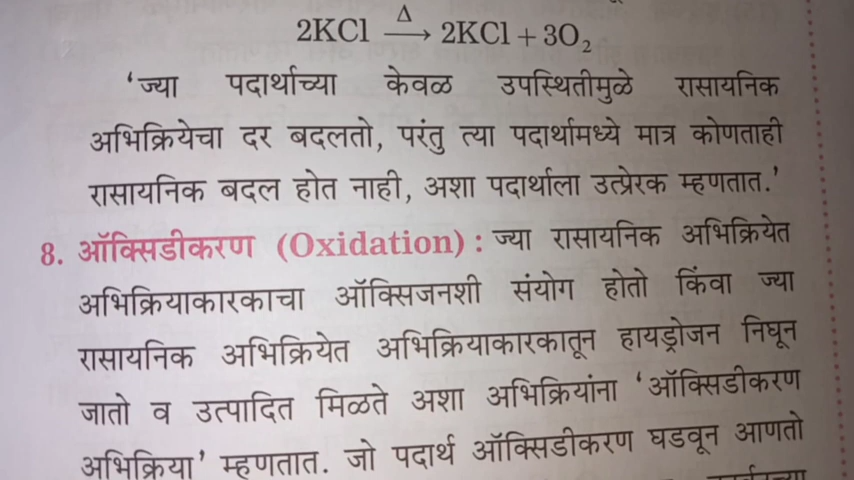 2KCl —Δ→ 2KCl + 3O₂
‘ज्या पदार्थाच्या केवळ उपस्थितीमुळे रासायनिक
अभिक्रियेचा दर बदलतो, परंतु त्या पदार्थामध्ये मात्र कोणताही
रासायनिक बदल होत नाही, अशा पदार्थाला उत्प्रेरक म्हणतात.’
8. ऑक्सिडीकरण (Oxidation) : ज्या रासायनिक अभिक्रियेत
अभिक्रियाकारकाचा ऑक्सिजनशी संयोग होतो किंवा ज्या
रासायनिक अभिक्रियेत अभिक्रियाकारकातून हायड्रोजन निघून
जातो व उत्पादित मिळते अशा अभिक्रियांना ‘ऑक्सिडीकरण
अभिक्रिया’ म्हणतात. जो पदार्थ ऑक्सिडीकरण घडवून आणतो